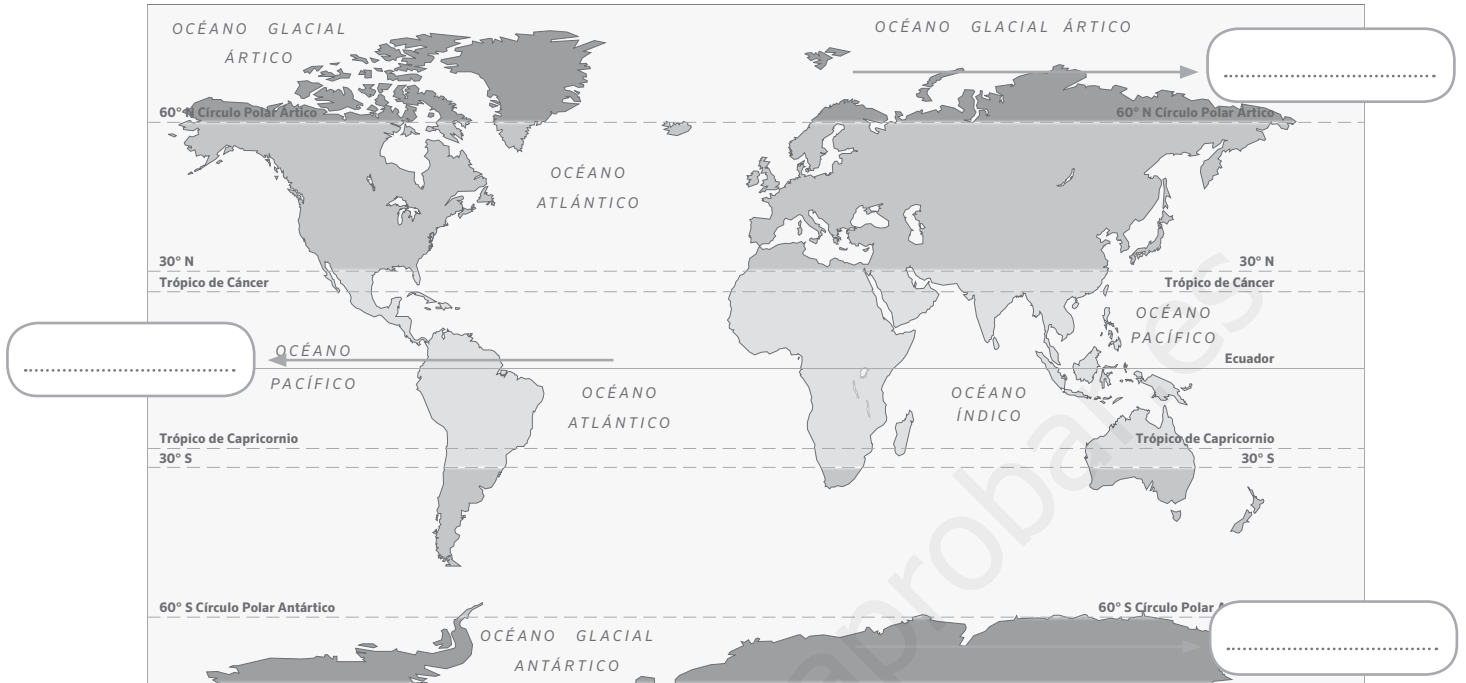 OCÉANO GLACIAL
ÁRTICO
OCÉANO GLACIAL ÁRTICO
60° N Círculo Polar Ártico
60° N Círculo Polar Ártico
OCÉANO
ATLÁNTICO
30° N
30° N
Trópico de Cáncer
Trópico de Cáncer
OCÉANO
PACÍFICO
OCÉANO
PACÍFICO
Ecuador
OCÉANO
ATLÁNTICO
OCÉANO
ÍNDICO
Trópico de Capricornio
Trópico de Capricornio
30° S
30° S
60° S Círculo Polar Antártico
60° S Círculo Polar A
OCÉANO GLACIAL
ANTÁRTICO
aprobar.es